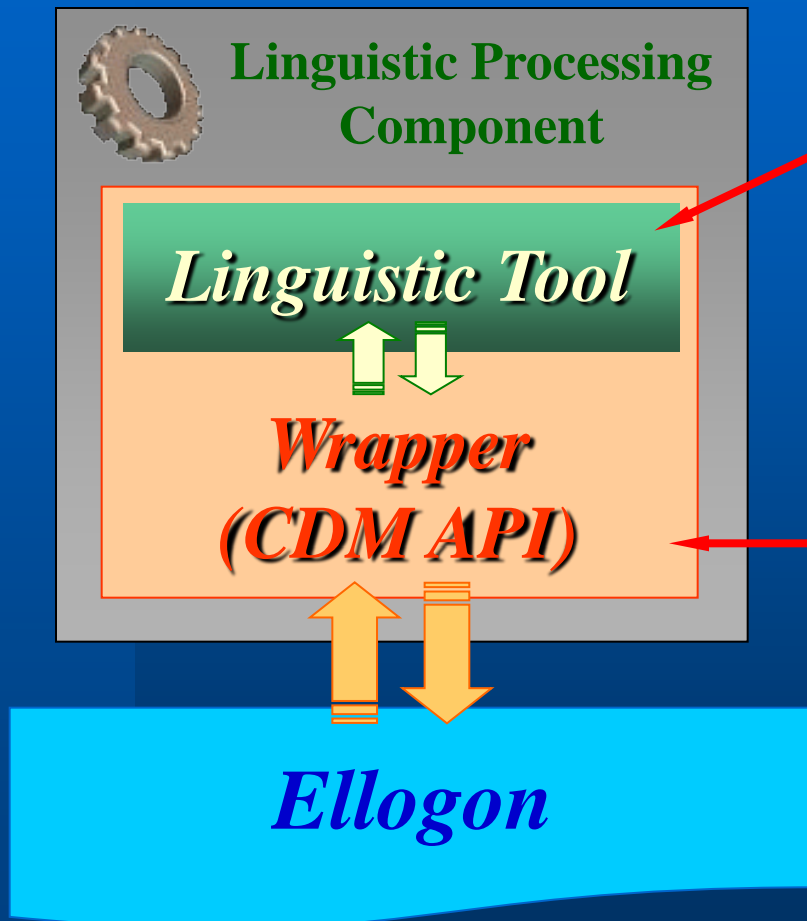 Linguistic Processing
Component
Linguistic Tool
Wrapper
(CDM API)
Ellogon